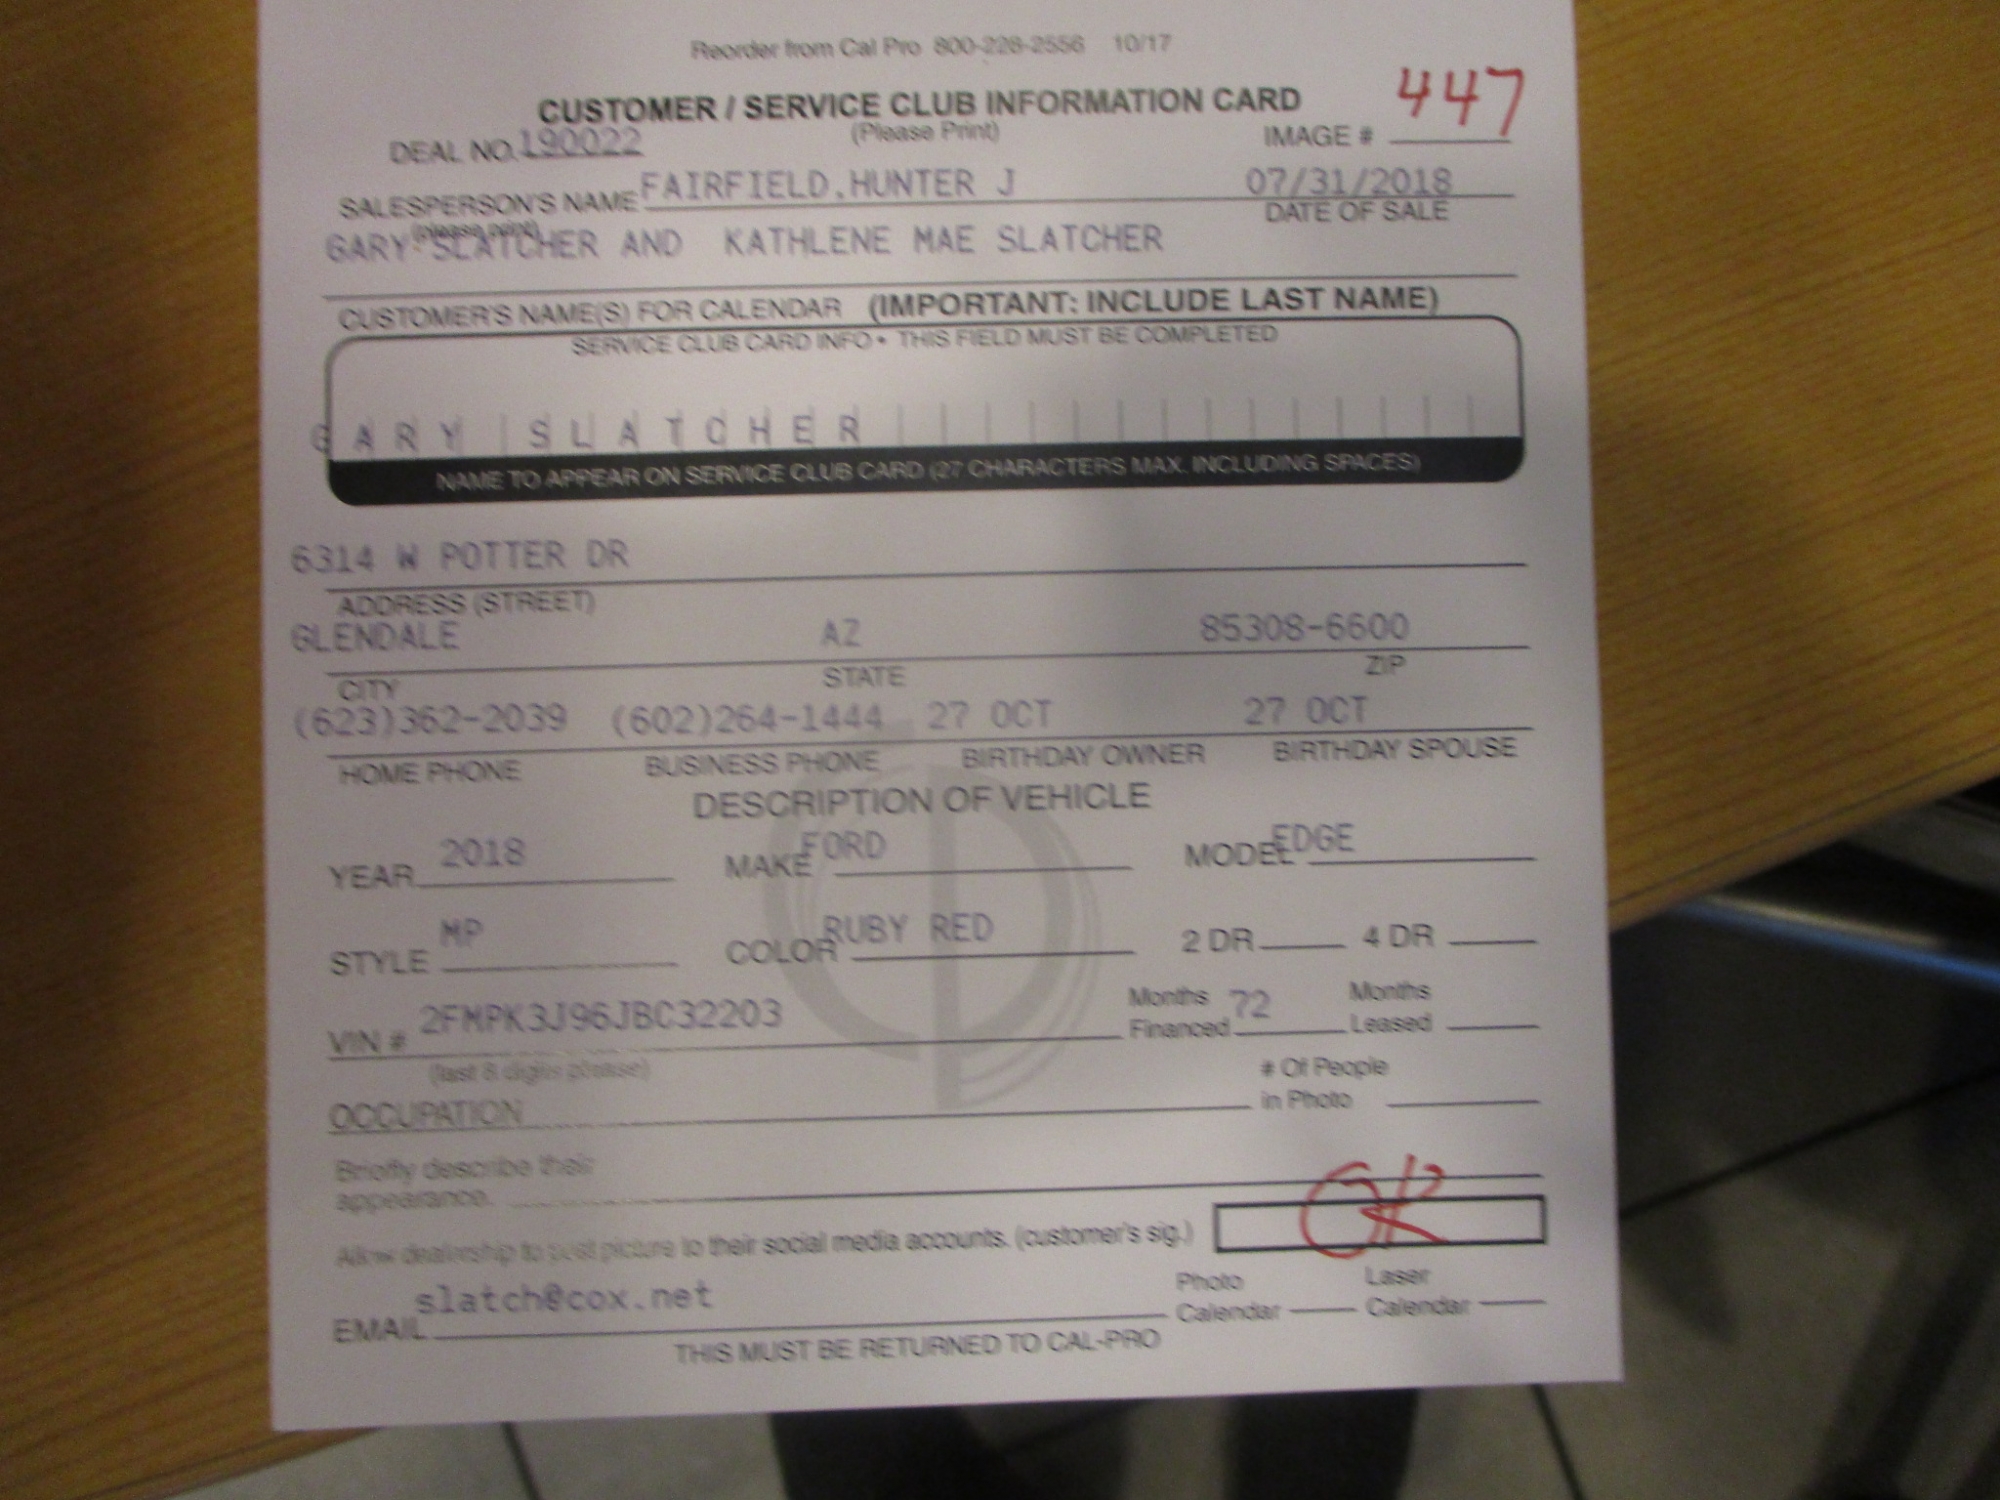 Reorder from Cal Pro 800-228-2556 10/17
CUSTOMER / SERVICE CLUB INFORMATION CARD
447
(Please Print)
DEAL NO. 190022
IMAGE #
SALESPERSON'S NAME FAIRFIELD,HUNTER J 07/31/2018
(please print)
DATE OF SALE
GARY SLATCHER AND KATHLENE MAE SLATCHER
CUSTOMER'S NAME(S) FOR CALENDAR (IMPORTANT: INCLUDE LAST NAME)
SERVICE CLUB CARD INFO • THIS FIELD MUST BE COMPLETED
GARY SLATCHER
NAME TO APPEAR ON SERVICE CLUB CARD (27 CHARACTERS MAX. INCLUDING SPACES)
6314 W POTTER DR
ADDRESS (STREET)
GLENDALE AZ 85308-6600
CITY STATE ZIP
(623)362-2039 (602)264-1444 27 OCT 27 OCT
HOME PHONE BUSINESS PHONE BIRTHDAY OWNER BIRTHDAY SPOUSE
DESCRIPTION OF VEHICLE
YEAR 2018 MAKE FORD MODEL EDGE
STYLE MP COLOR RUBY RED 2 DR 4 DR
VIN # 2FMPK3J96JBC32203 Months Financed 72 Months Leased
(last 8 digits please)
OCCUPATION # Of People in Photo
Briefly describe their
appearance.
Allow dealership to post picture to their social media accounts. (customer's sig.) OK
EMAIL slatch@cox.net Photo Calendar Laser Calendar
THIS MUST BE RETURNED TO CAL-PRO